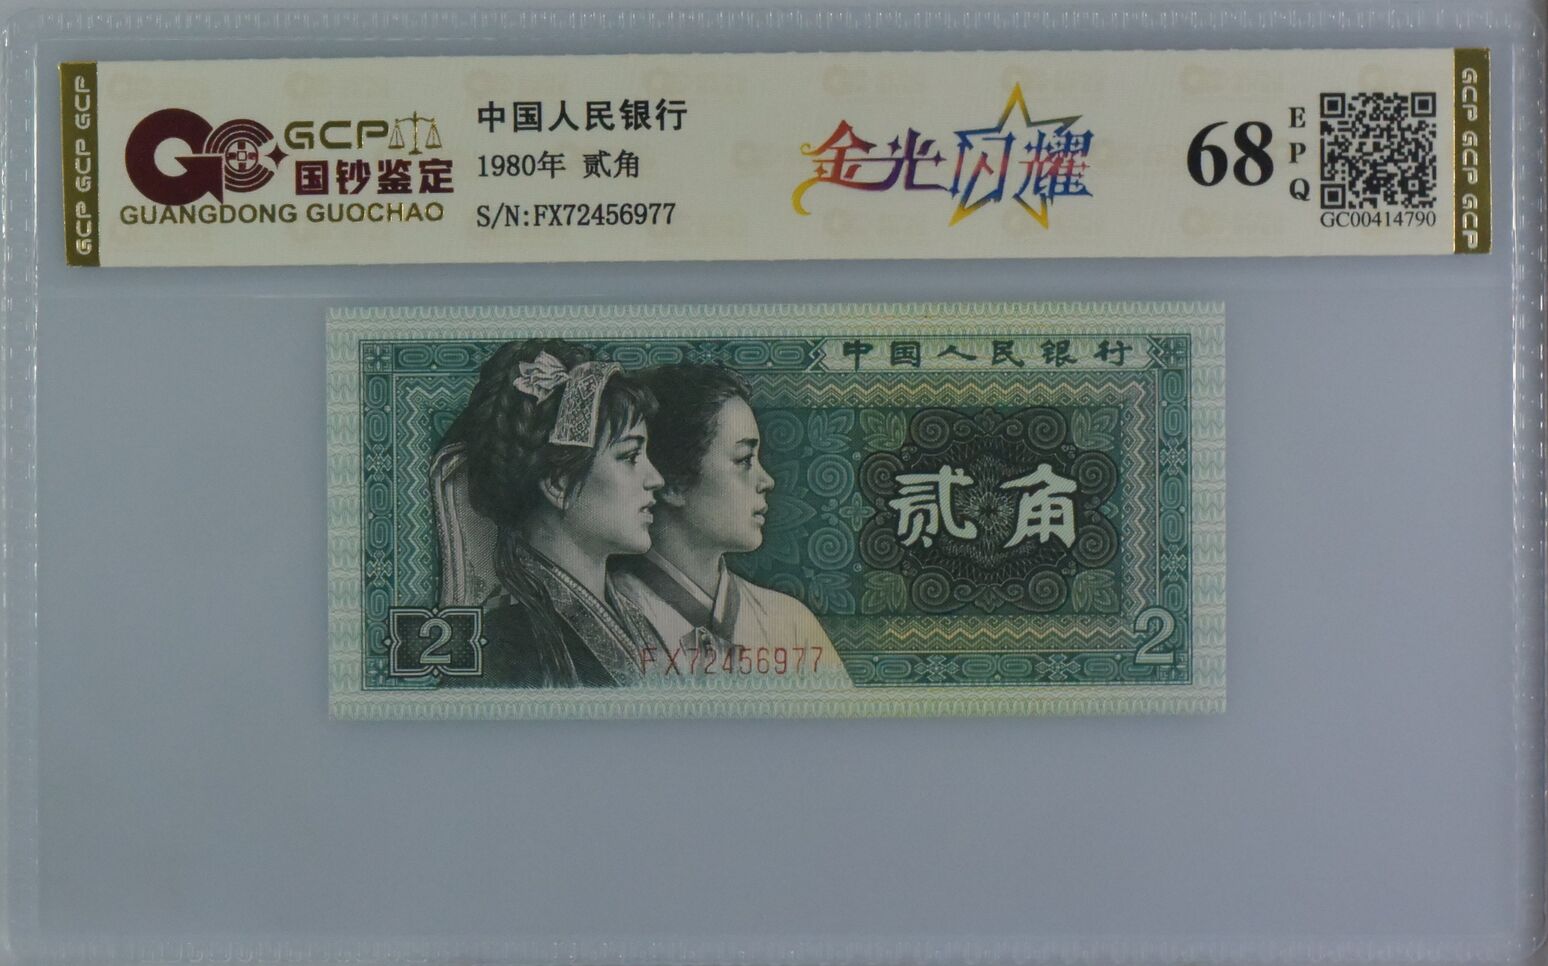 GCP GCP GCP
GCP
国钞鉴定
GUANGDONG GUOCHAO
中国人民银行
1980年 贰角
S/N:FX72456977
金光闪耀
68
EPQ
GC00414790
GCP GCP GCP
中国人民银行
贰角
2
FX72456977
2